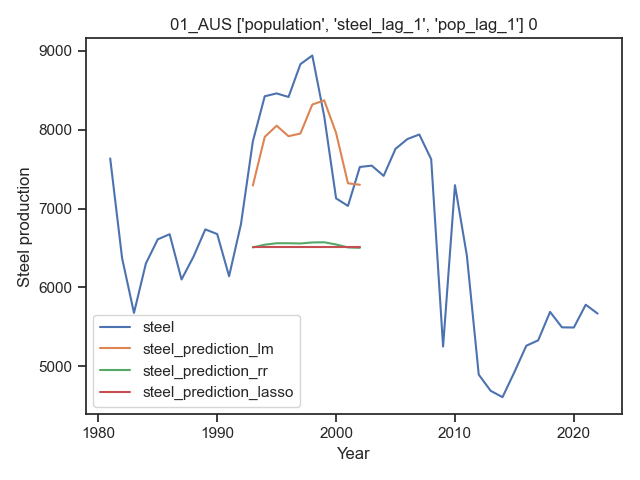 01_AUS ['population', 'steel_lag_1', 'pop_lag_1'] 0
Steel production
9000
8000
7000
6000
5000
steel
steel_prediction_lm
steel_prediction_rr
steel_prediction_lasso
1980
1990
2000
2010
2020
Year